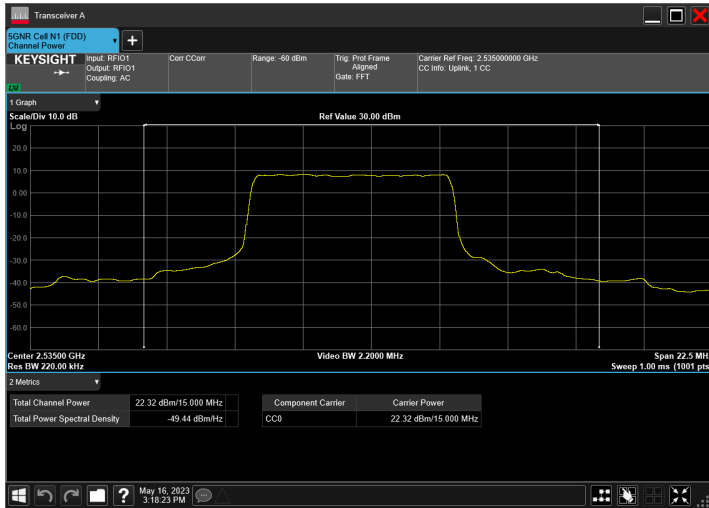 Transceiver A
5GNR Cell N1 (FDD)
Channel Power
+
KEYSIGHT
LXI
Input: RFIO1
Output: RFIO1
Coupling: AC
Corr CCorr
Range: -60 dBm
Trig: Prot Frame
Aligned
Gate: FFT
Carrier Ref Freq: 2.535000000 GHz
CC Info: Uplink, 1 CC
1 Graph
Scale/Div 10.0 dB
Ref Value 30.00 dBm
Log
20.0
10.0
0.00
-10.0
-20.0
-30.0
-40.0
-50.0
-60.0
Center 2.53500 GHz
Video BW 2.2000 MHz
Span 22.5 MH
Res BW 220.00 kHz
Sweep 1.00 ms (1001 pts
2 Metrics
Total Channel Power 22.32 dBm/15.000 MHz
Total Power Spectral Density -49.44 dBm/Hz
Component Carrier Carrier Power
CC0 22.32 dBm/15.000 MHz
?
May 16, 2023
3:18:23 PM